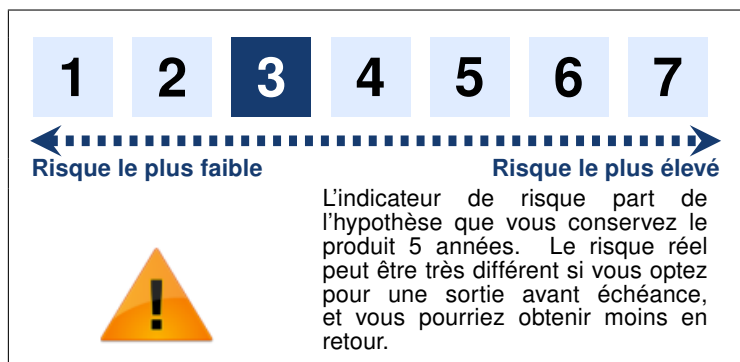 1 2 3 4 5 6 7
Risque le plus faible Risque le plus élevé
L'indicateur de risque part de
l'hypothèse que vous conservez le
produit 5 années. Le risque réel
peut être très différent si vous optez
pour une sortie avant échéance,
et vous pourriez obtenir moins en
retour.
!